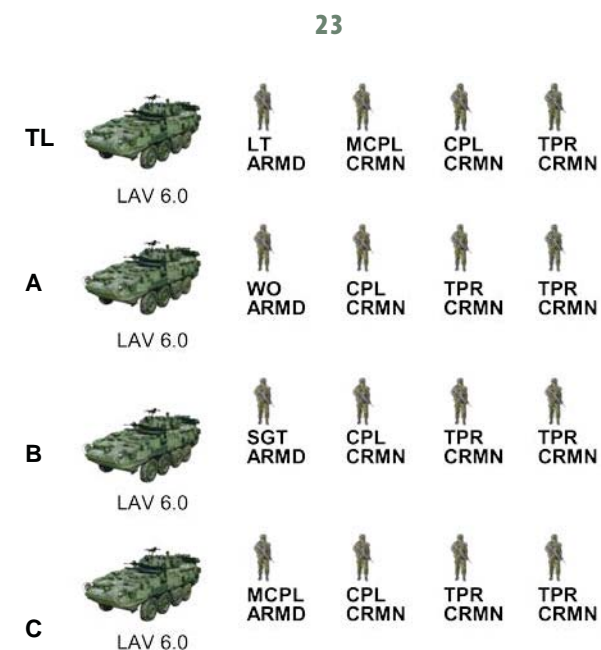 23
TL
LT ARMD
MCPL CRMN
CPL CRMN
TPR CRMN
LAV 6.0
A
WO ARMD
CPL CRMN
TPR CRMN
TPR CRMN
LAV 6.0
B
SGT ARMD
CPL CRMN
TPR CRMN
TPR CRMN
LAV 6.0
C
MCPL ARMD
CPL CRMN
TPR CRMN
TPR CRMN
LAV 6.0